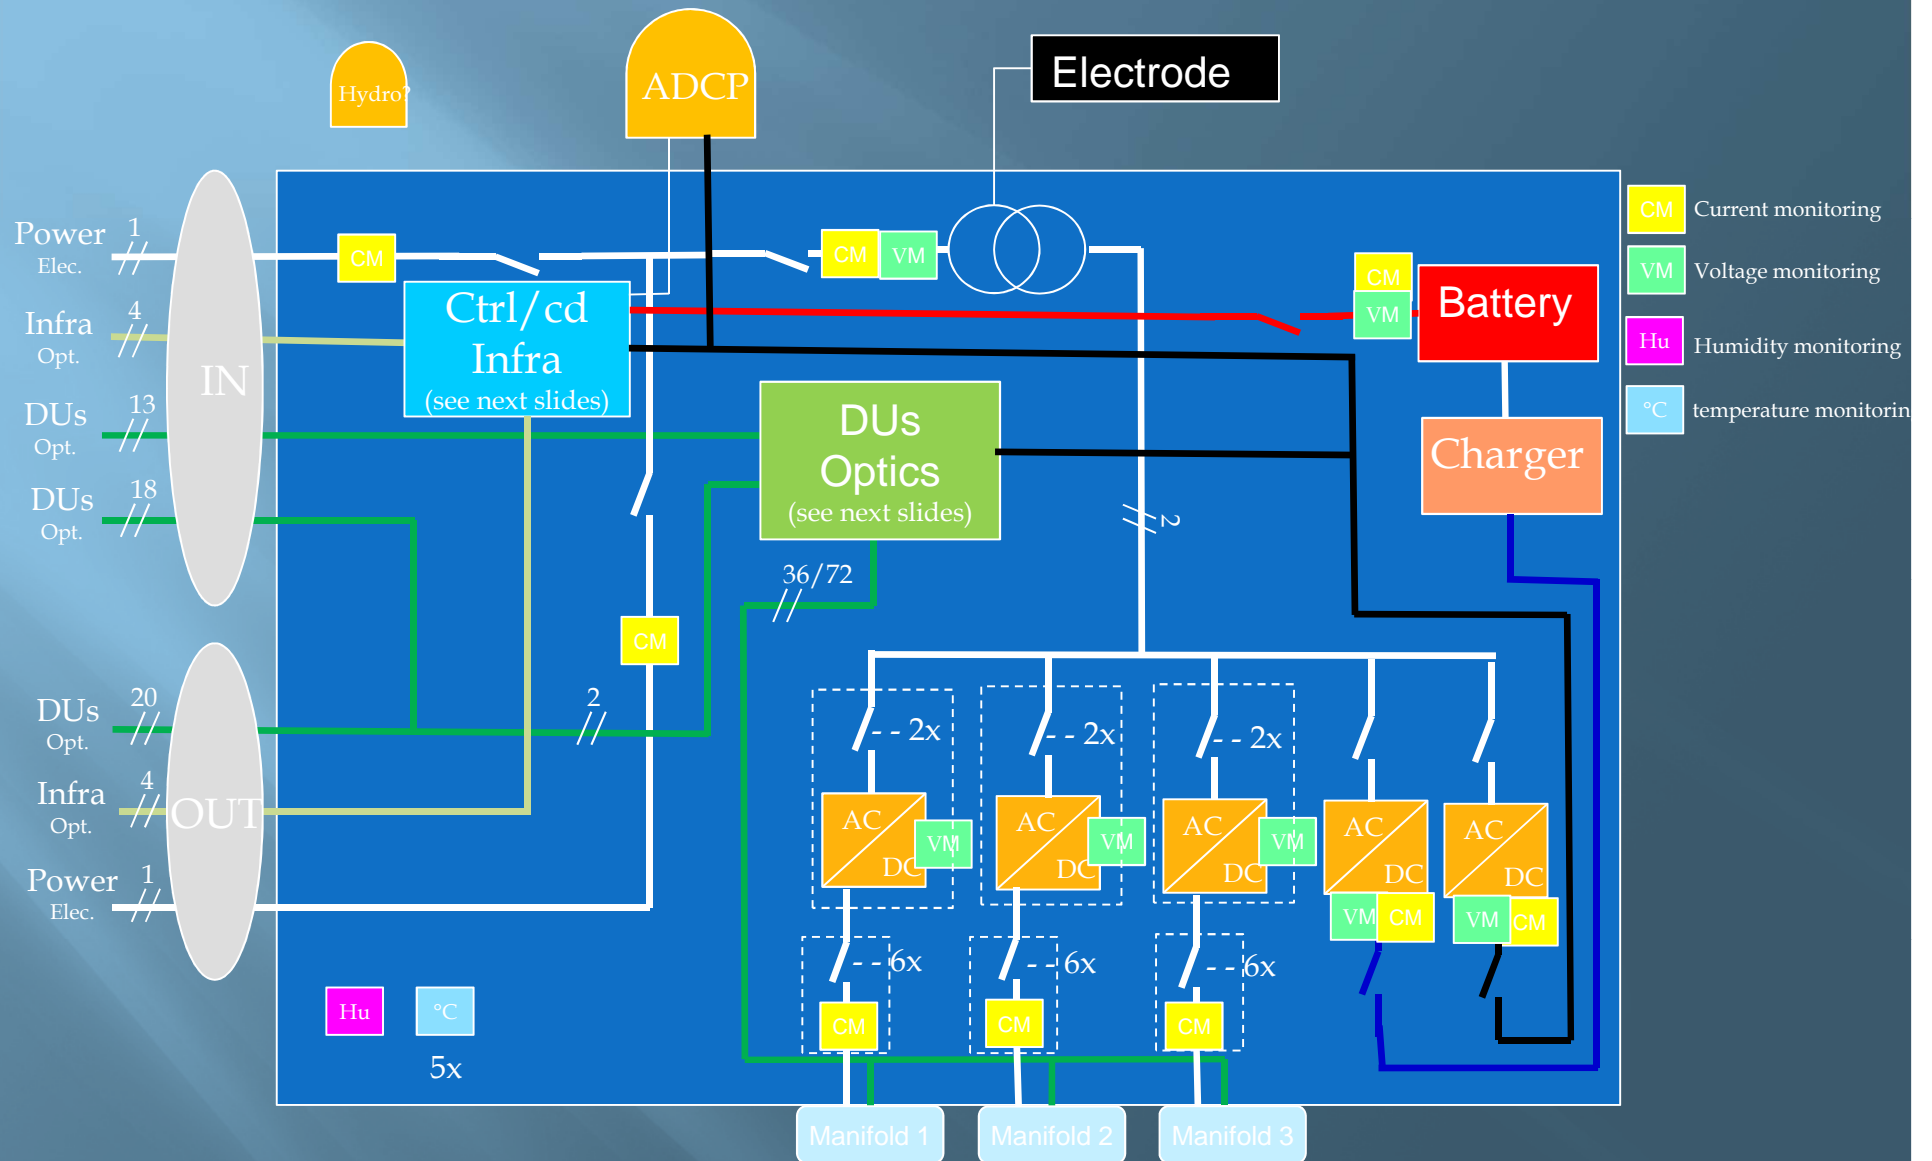 Hydro?
ADCP
Electrode
Power
Elec.
1
CM
CM
VM
CM
Current monitoring
VM
Voltage monitoring
Hu
Humidity monitoring
°C
temperature monitorin
Infra
Opt.
4
Ctrl/cd
Infra
(see next slides)
CM
VM
Battery
IN
DUs
Opt.
13
DUs
Optics
(see next slides)
Charger
DUs
Opt.
18
2
36/72
CM
DUs
Opt.
20
2
- - 2x
- - 2x
- - 2x
Infra
Opt.
4
OUT
AC
DC
VM
AC
DC
VM
AC
DC
VM
AC
DC
AC
DC
Power
Elec.
1
VM
CM
VM
CM
- - 6x
- - 6x
- - 6x
Hu
°C
5x
CM
CM
CM
Manifold 1
Manifold 2
Manifold 3